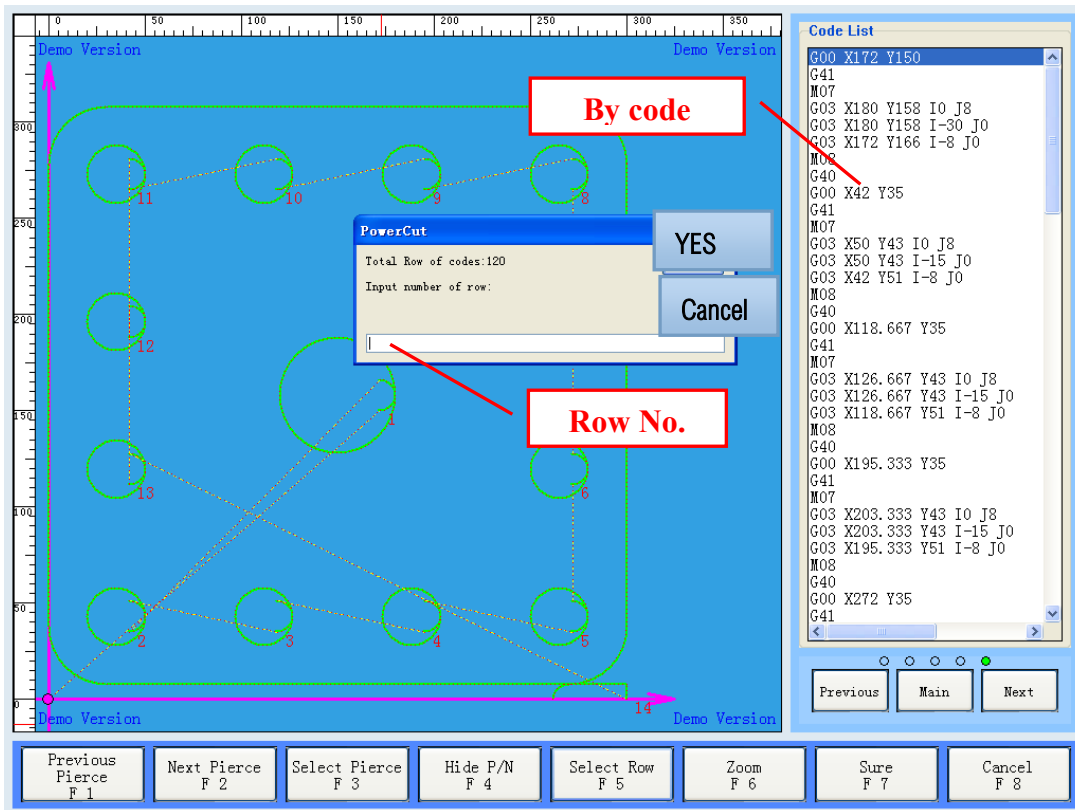 0 50 100 150 200 250 300 350
Demo Version Demo Version
300
250
200
150
100
50
0
11 10 9 8
12
1
13 6
2 3 4 5
14
Demo Version Demo Version
By code
PowerCut
Total Row of codes:120
Input number of row:
YES
Cancel
Row No.
Code List
G00 X172 Y150
G41
M07
G03 X180 Y158 I0 J8
G03 X180 Y158 I-30 J0
G03 X172 Y166 I-8 J0
M08
G40
G00 X42 Y35
G41
M07
G03 X50 Y43 I0 J8
G03 X50 Y43 I-15 J0
G03 X42 Y51 I-8 J0
M08
G40
G00 X118.667 Y35
G41
M07
G03 X126.667 Y43 I0 J8
G03 X126.667 Y43 I-15 J0
G03 X118.667 Y51 I-8 J0
M08
G40
G00 X195.333 Y35
G41
M07
G03 X203.333 Y43 I0 J8
G03 X203.333 Y43 I-15 J0
G03 X195.333 Y51 I-8 J0
M08
G40
G00 X272 Y35
G41
Previous Main Next
Previous
Pierce
F 1
Next Pierce
F 2
Select Pierce
F 3
Hide P/N
F 4
Select Row
F 5
Zoom
F 6
Sure
F 7
Cancel
F 8